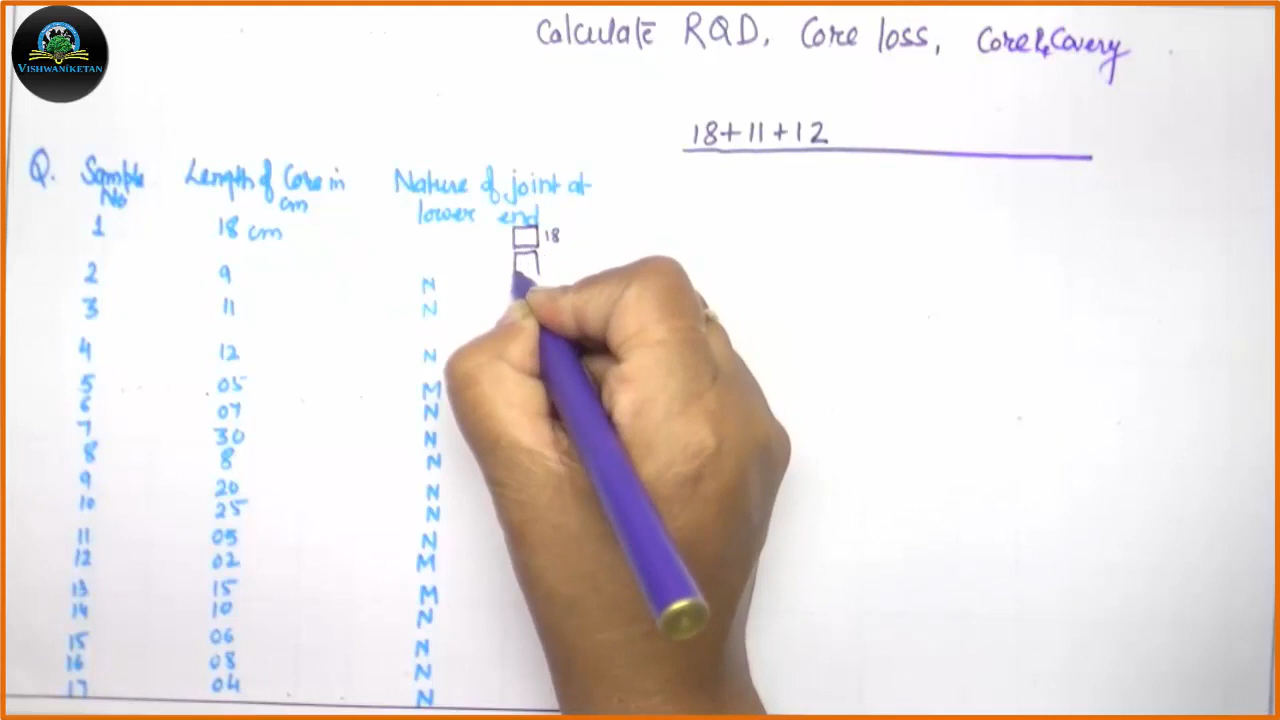 VISHWANIKETAN
Calculate RQD, Core loss, Core Recovery
18+11+12
Q. Sample No Length of Core in cm Nature of joint at lower end
1 18 cm
18
2 9 N
3 11 N
4 12 N
5 05 M
6 07 N
7 30 N
8 8 N
9 20 N
10 25 N
11 05 N
12 02 M
13 15 M
14 10 N
15 06 N
16 08 N
17 04 N